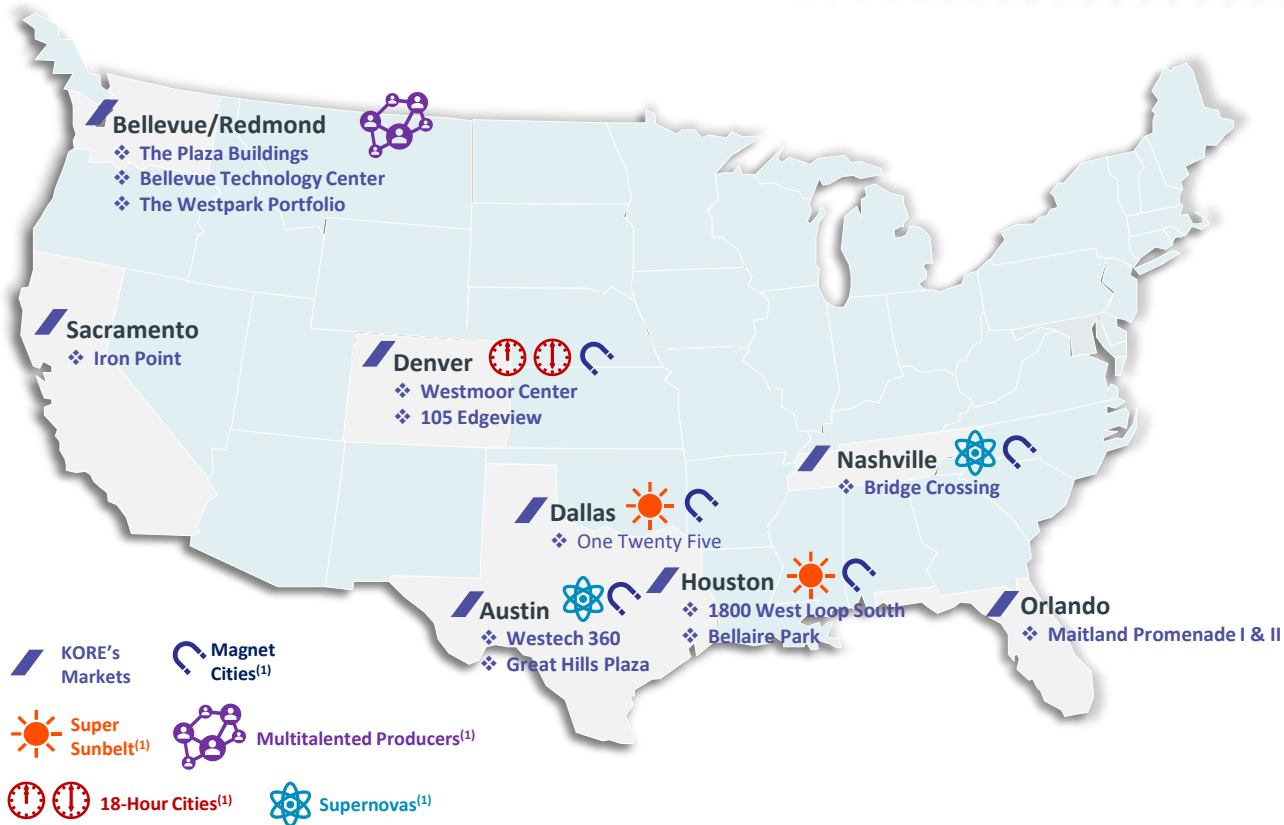 Bellevue/Redmond
❖ The Plaza Buildings
❖ Bellevue Technology Center
❖ The Westpark Portfolio
Sacramento
❖ Iron Point
Denver
❖ Westmoor Center
❖ 105 Edgeview
Nashville
❖ Bridge Crossing
Dallas
❖ One Twenty Five
Houston
❖ 1800 West Loop South
❖ Bellaire Park
Austin
❖ Westech 360
❖ Great Hills Plaza
Orlando
❖ Maitland Promenade I & II
KORE's
Markets
Magnet
Cities(1)
Super
Sunbelt(1)
Multitalented Producers(1)
18-Hour Cities(1)
Supernovas(1)